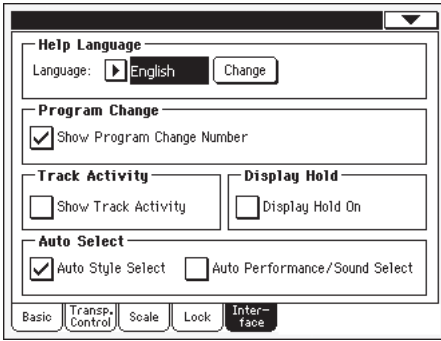 Help Language
Language: English Change
Program Change
Show Program Change Number
Track Activity Display Hold
Show Track Activity Display Hold On
Auto Select
Auto Style Select Auto Performance/Sound Select
Basic Transp. Control Scale Lock Inter-face